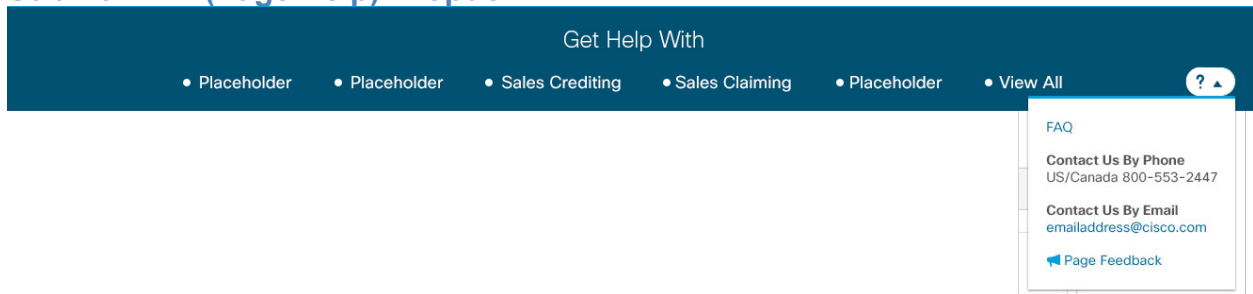 Get Help With
• Placeholder • Placeholder • Sales Crediting • Sales Claiming • Placeholder • View All ? ▲
FAQ
Contact Us By Phone
US/Canada 800-553-2447
Contact Us By Email
emailaddress@cisco.com
Page Feedback